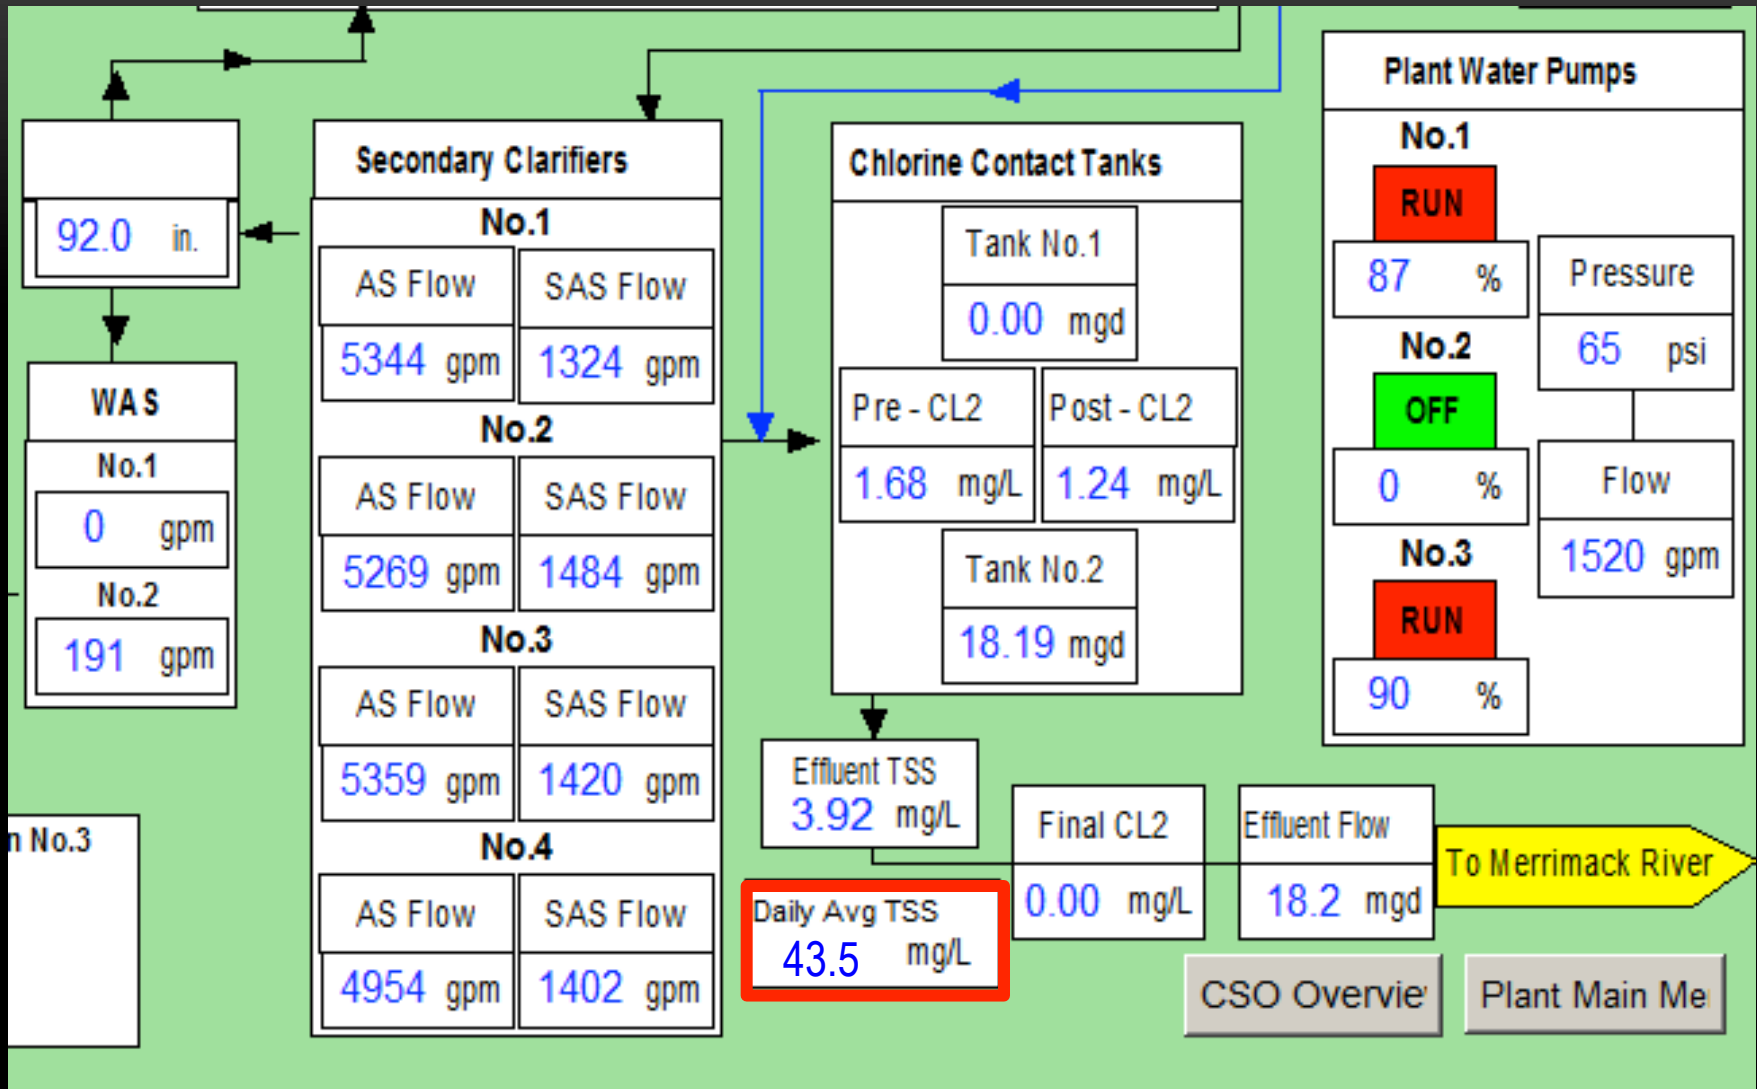 92.0 in.
WAS
No.1
0 gpm
No.2
191 gpm
n No.3
Secondary Clarifiers
No.1
AS Flow SAS Flow
5344 gpm 1324 gpm
No.2
AS Flow SAS Flow
5269 gpm 1484 gpm
No.3
AS Flow SAS Flow
5359 gpm 1420 gpm
No.4
AS Flow SAS Flow
4954 gpm 1402 gpm
Chlorine Contact Tanks
Tank No.1
0.00 mgd
Pre - CL2 Post - CL2
1.68 mg/L 1.24 mg/L
Tank No.2
18.19 mgd
Effluent TSS
3.92 mg/L
Daily Avg TSS
43.5 mg/L
Final CL2
0.00 mg/L
Effluent Flow
18.2 mgd
To Merrimack River
Plant Water Pumps
No.1
RUN
87 %
No.2
OFF
0 %
No.3
RUN
90 %
Pressure
65 psi
Flow
1520 gpm
CSO Overvie
Plant Main Me